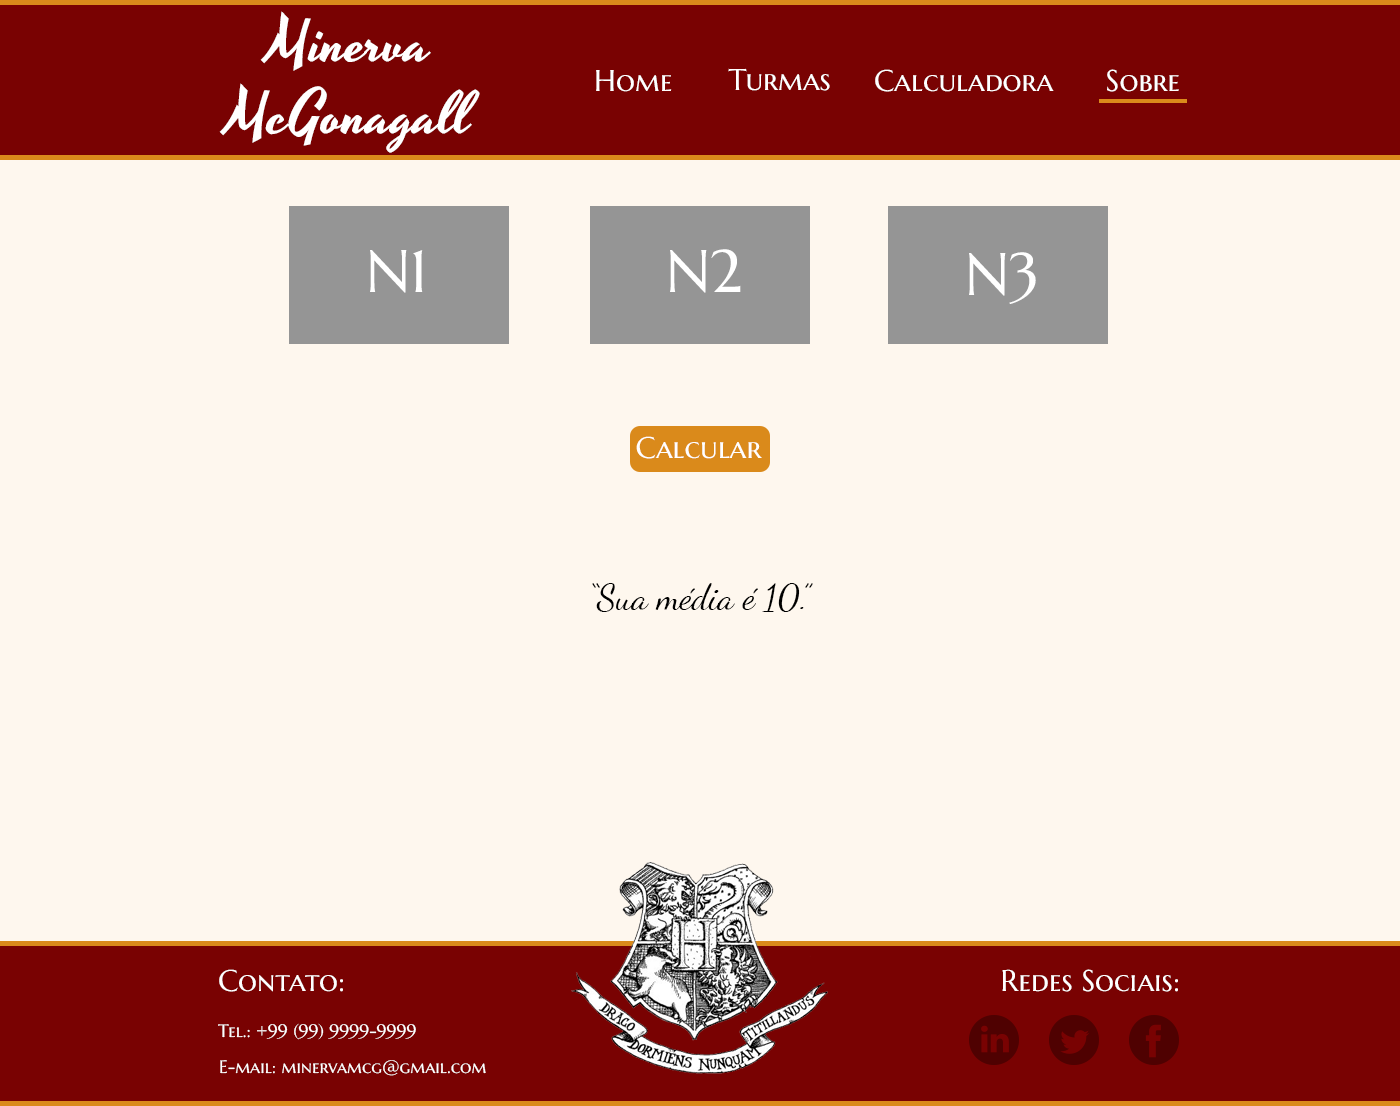 Minerva
McGonagall
Home Turmas Calculadora Sobre
N1 N2 N3
Calcular
“Sua média é 10.”
Contato:
Tel.: +99 (99) 9999-9999
E-mail: minervamcg@gmail.com
H
DRACO DORMIENS NUNQUAM TITILLANDUS
Redes Sociais:
in f